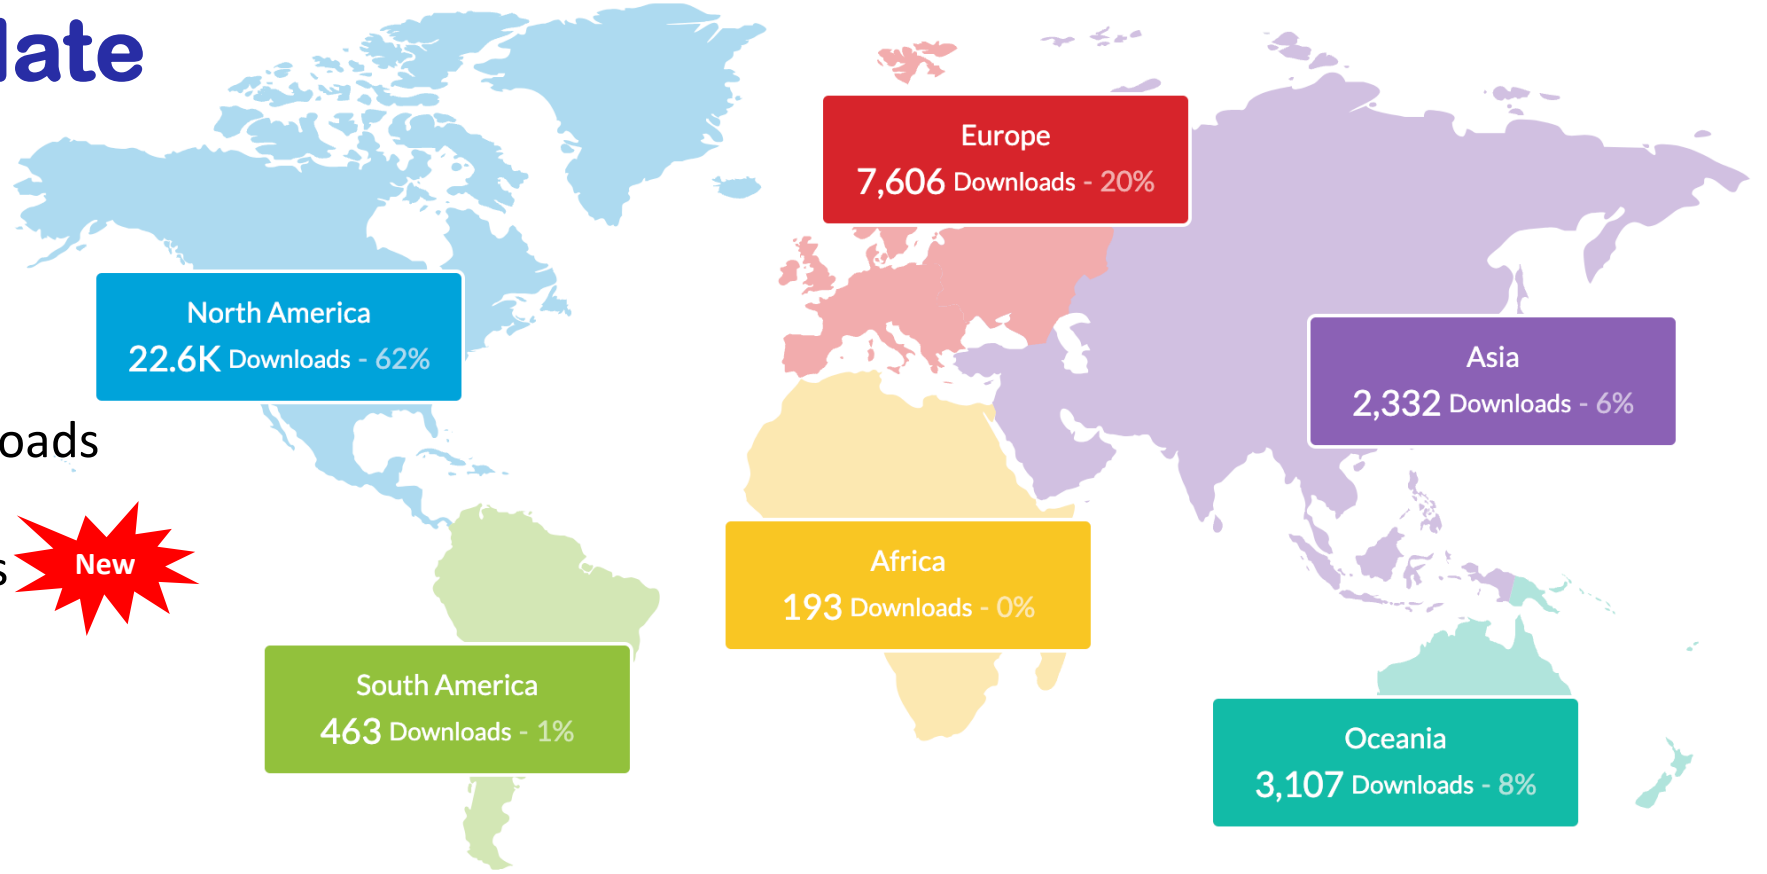 late
Europe
7,606 Downloads - 20%
North America
22.6K Downloads - 62%
Asia
2,332 Downloads - 6%
oads
s
New
Africa
193 Downloads - 0%
South America
463 Downloads - 1%
Oceania
3,107 Downloads - 8%